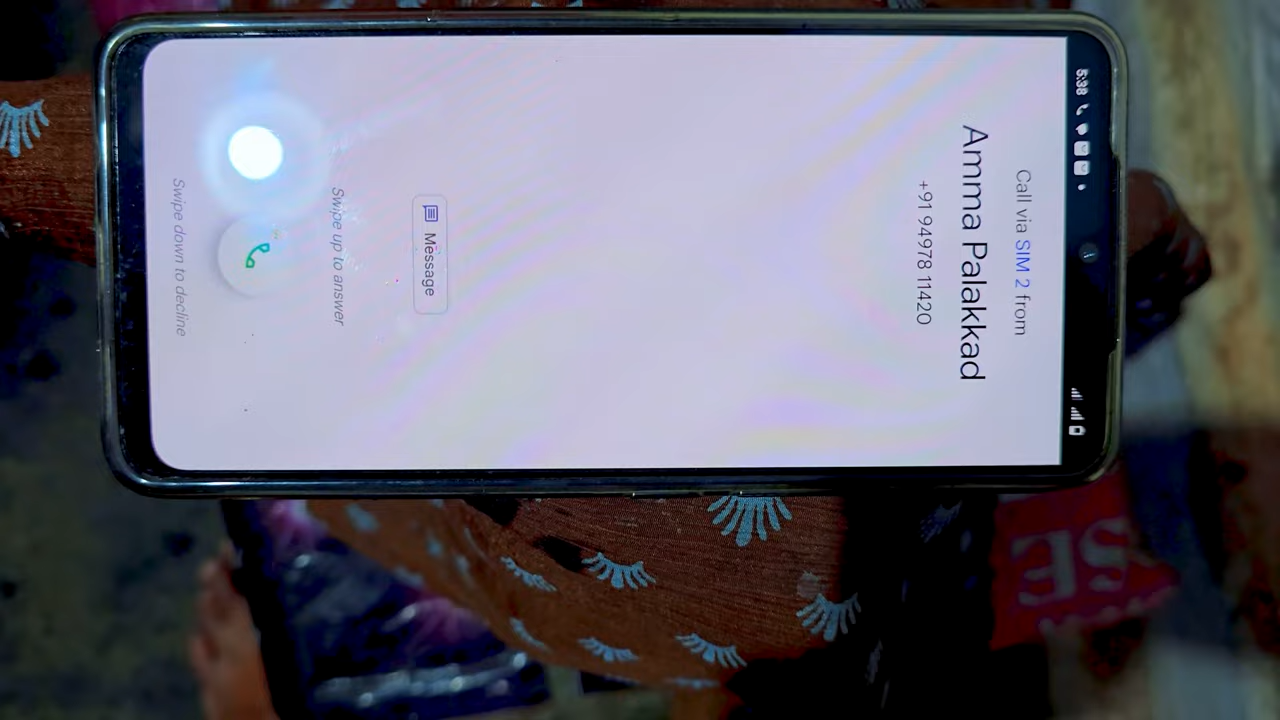 5:38
Call via SIM 2 from
Amma Palakkad
+91 94978 11420
Message
Swipe up to answer
Swipe down to decline
SE